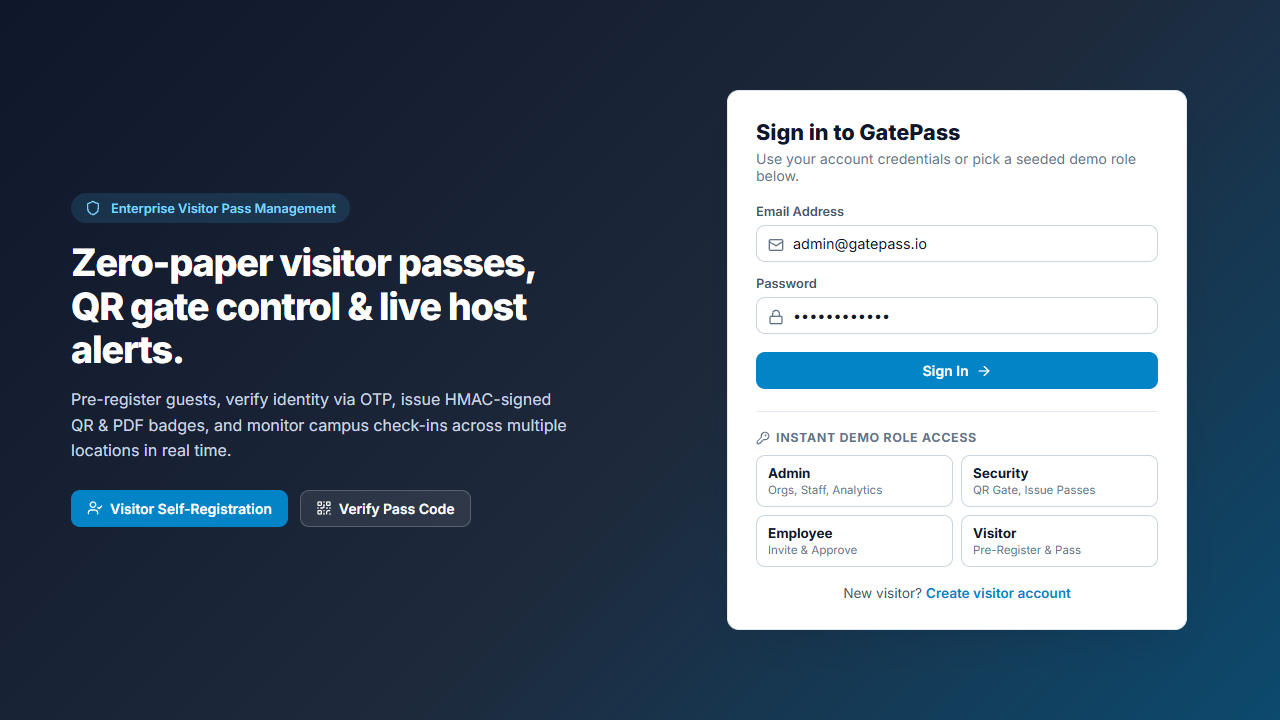 Enterprise Visitor Pass Management
Zero-paper visitor passes,
QR gate control & live host
alerts.
Pre-register guests, verify identity via OTP, issue HMAC-signed
QR & PDF badges, and monitor campus check-ins across multiple
locations in real time.
Visitor Self-Registration
Verify Pass Code
Sign in to GatePass
Use your account credentials or pick a seeded demo role
below.
Email Address
admin@gatepass.io
Password
••••••••••••
Sign In →
INSTANT DEMO ROLE ACCESS
Admin
Orgs, Staff, Analytics
Security
QR Gate, Issue Passes
Employee
Invite & Approve
Visitor
Pre-Register & Pass
New visitor? Create visitor account